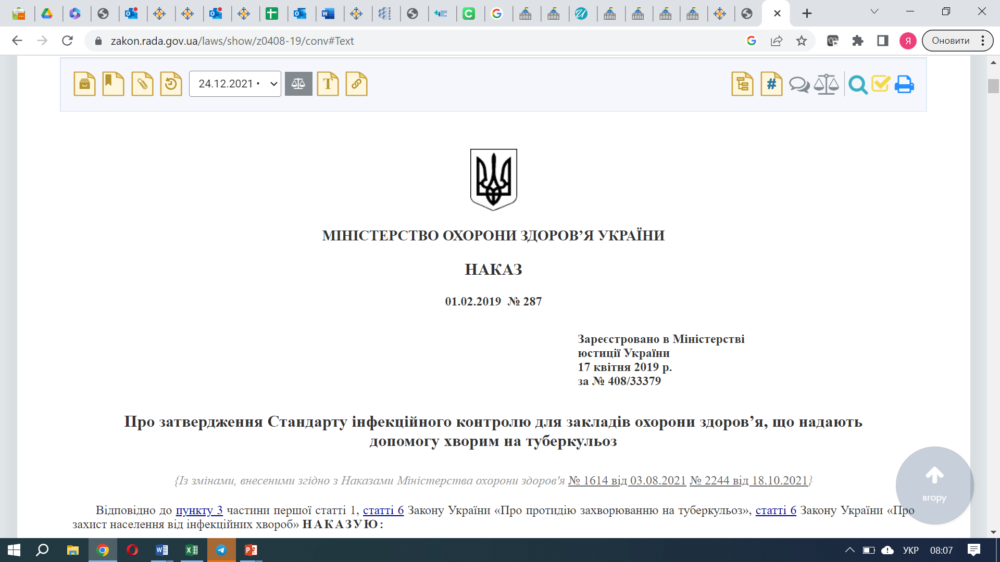 zakon.rada.gov.ua/laws/show/z0408-19/conv#Text
Я
Оновити
24.12.2021 •
T
#
МІНІСТЕРСТВО ОХОРОНИ ЗДОРОВ’Я УКРАЇНИ
НАКАЗ
01.02.2019 № 287
Зареєстровано в Міністерстві
юстиції України
17 квітня 2019 р.
за № 408/33379
Про затвердження Стандарту інфекційного контролю для закладів охорони здоров’я, що надають
допомогу хворим на туберкульоз
{Із змінами, внесеними згідно з Наказами Міністерства охорони здоров'я № 1614 від 03.08.2021 № 2244 від 18.10.2021}
вгору
Відповідно до пункту 3 частини першої статті 1, статті 6 Закону України «Про протидію захворюванню на туберкульоз», статті 6 Закону України «Про
захист населення від інфекційних хвороб» НАКАЗУЮ:
УКР
08:07